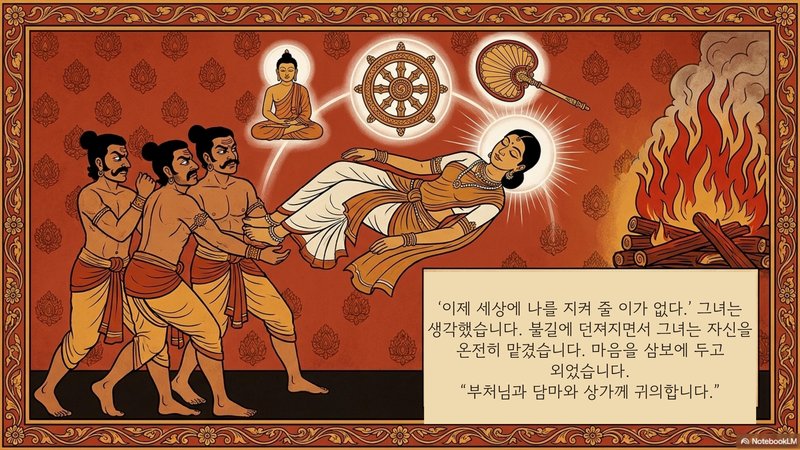 ‘이제 세상에 나를 지켜 줄 이가 없다.’ 그녀는
생각했습니다. 불길에 던져지면서 그녀는 자신을
온전히 맡겼습니다. 마음을 삼보에 두고
외었습니다.
“부처님과 담마와 상가께 귀의합니다.”
NotebookLM